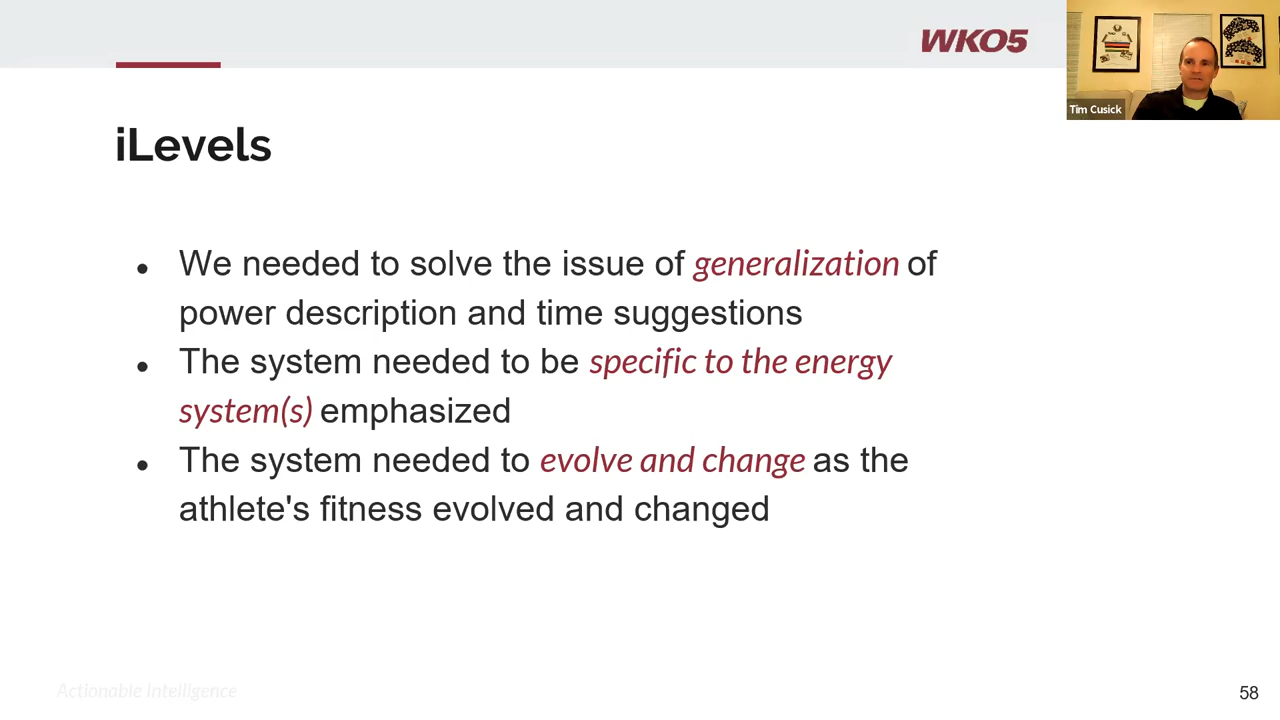 WKO5
Tim Cusick
iLevels
● We needed to solve the issue of generalization of
power description and time suggestions
● The system needed to be specific to the energy
system(s) emphasized
● The system needed to evolve and change as the
athlete's fitness evolved and changed
Actionable Intelligence
58